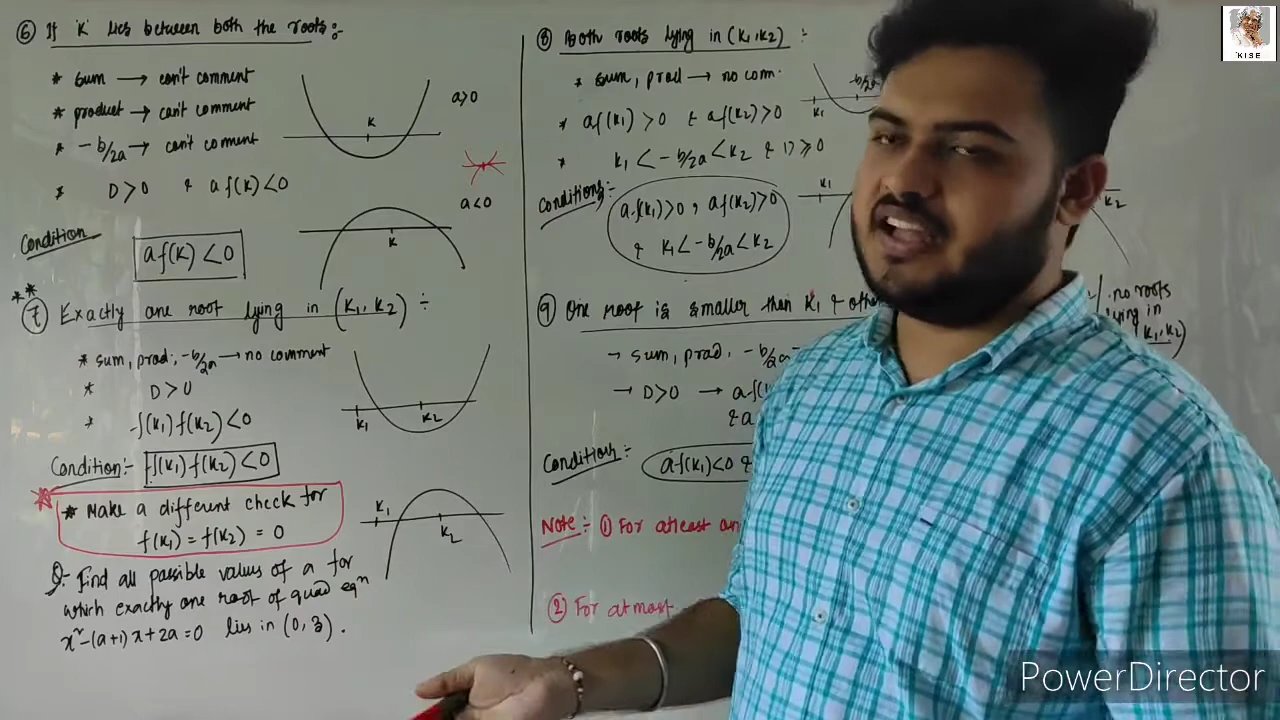 ⑥ If 'K' lies between both the roots:-
* sum → can't comment
* product → can't comment
* -b/2a → can't comment
* D>0 & af(K)<0
Condition
af(K)<0
K
a>0
a<0
K
**
⑦ Exactly one root lying in (K₁, K₂) ÷
* sum, prod., -b/2a → no comment
* D>0
* f(K₁)f(K₂)<0
Condition:- f(K₁)f(K₂)<0
K₁ K₂
* Make a different check for
f(K₁) = f(K₂) = 0
K₁
K₂
Q:- Find all possible values of a for
which exactly one root of quad eqⁿ
x²-(a+1)x+2a=0 lies in (0,3).
⑧ Both roots lying in (K₁,K₂) :
* sum, prod → no com.
* af(K₁)>0 & af(K₂)>0
* K₁<-b/2a<K₂ & D≥0
Conditions:-
af(K₁)>0, af(K₂)>0
& K₁<-b/2a<K₂
-b/2a
K₁
K₁
K₂
⑨ One root is smaller than K₁ & other
no roots
lying in
K₁,K₂)
→ sum, prod, -b/2a
→ D>0 → af(
& a
Condition:- af(K₁)<0 &
Note:- ① For atleast on
② For atmost
KISE
PowerDirector